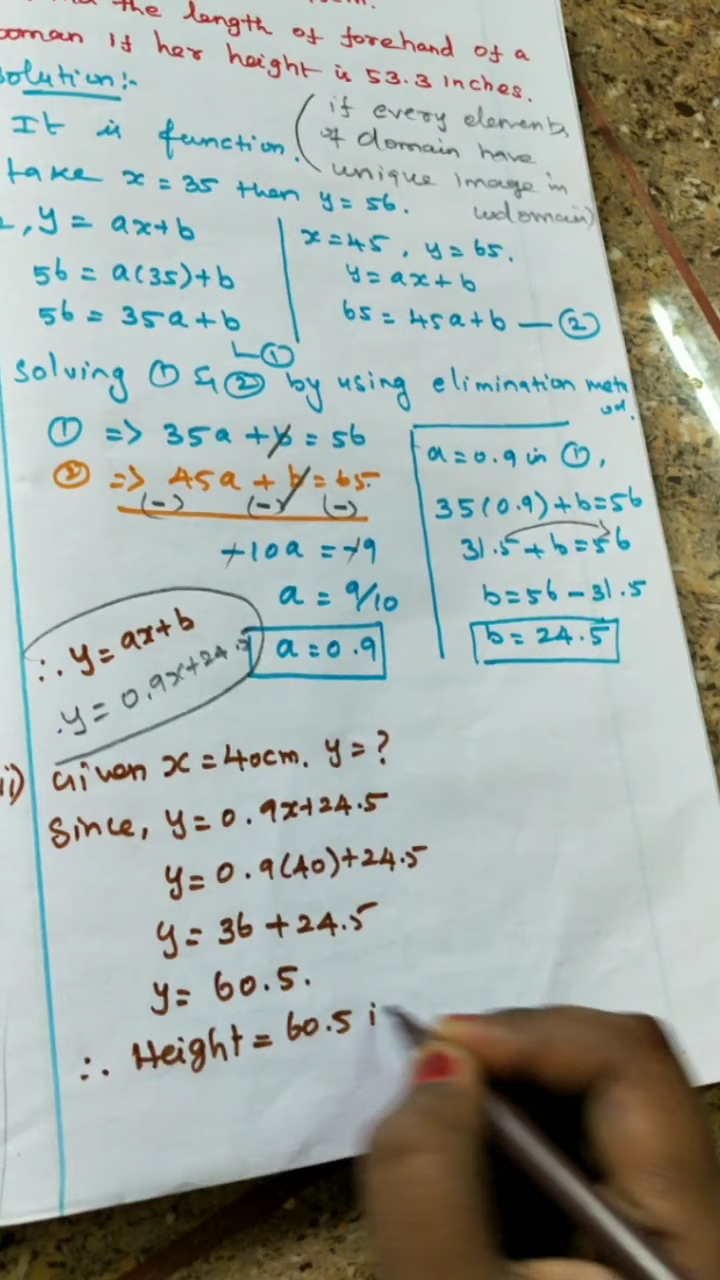 the length of forehand of a
woman if her height is 53.3 inches.
solution:-
It is function. (if every elements
of domain have
unique image in
codomain)
take x = 35 then y = 56.
, y = ax+b
56 = a(35)+b
56 = 35a+b
①
x=45, y=65.
y=ax+b
65=45a+b — ②
Solving ① & ② by using elimination meth
od.
① => 35a +b = 56
② => 45a + b = 65
(-) (-) (-)
+10a = +9
a = 9/10
a = 0.9
a=0.9 in ①,
35(0.9)+b=56
31.5+b=56
b=56-31.5
b=24.5
∴ y=ax+b
y=0.9x+24.5
ii) Given x=40cm. y=?
Since, y=0.9x+24.5
y=0.9(40)+24.5
y=36+24.5
y=60.5.
∴ Height=60.5 i